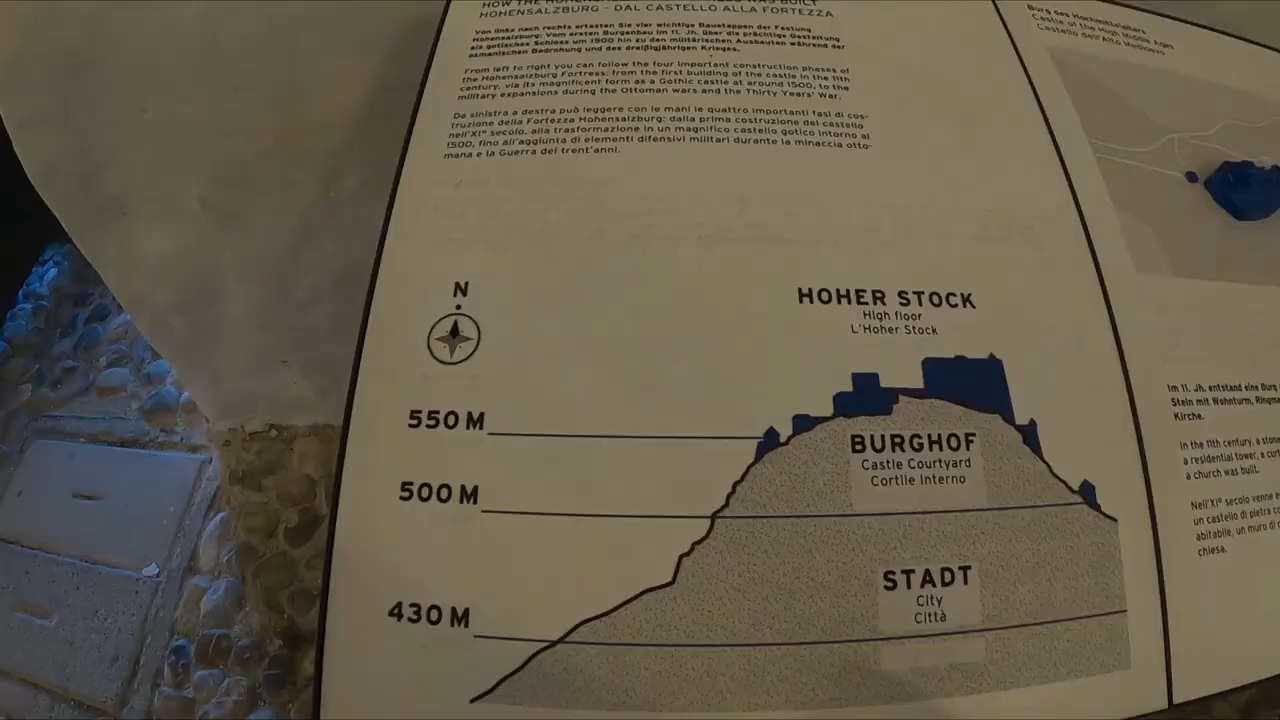 HOHENSALZBURG – DAL CASTELLO ALLA FORTEZZA
Von links nach rechts ertasten Sie vier wichtige Bauetappen der Festung
Hohensalzburg: Vom ersten Burgenbau im 11. Jh. über die prächtige Gestaltung
als gotisches Schloss um 1500 hin zu den militärischen Ausbauten während der
osmanischen Bedrohung und des dreißigjährigen Krieges.
From left to right you can follow the four important construction phases of
the Hohensalzburg Fortress: from the first building of the castle in the 11th
century, via its magnificent form as a Gothic castle at around 1500, to the
military expansions during the Ottoman wars and the Thirty Years' War.
Da sinistra a destra può leggere con le mani le quattro importanti fasi di cos-
truzione della Fortezza Hohensalzburg: dalla prima costruzione del castello
nell'XI° secolo, alla trasformazione in un magnifico castello gotico intorno al
1500, fino all'aggiunta di elementi difensivi militari durante la minaccia otto-
mana e la Guerra dei trent'anni.
N
HOHER STOCK
High floor
L'Hoher Stock
550 M
BURGHOF
Castle Courtyard
Cortile Interno
500 M
STADT
City
Città
430 M
Burg des Hochmittelalters
Castle of the High Middle Ages
Castello dell'Alto Medioevo
Im 11. Jh. entstand eine Burg
Stein mit Wohnturm,
Kirche.
In the 11th century, a stone
a residential tower, a
a church was built.
Nell'XI° secolo venne
un castello di pietra
abitabile, un muro di
chiesa.